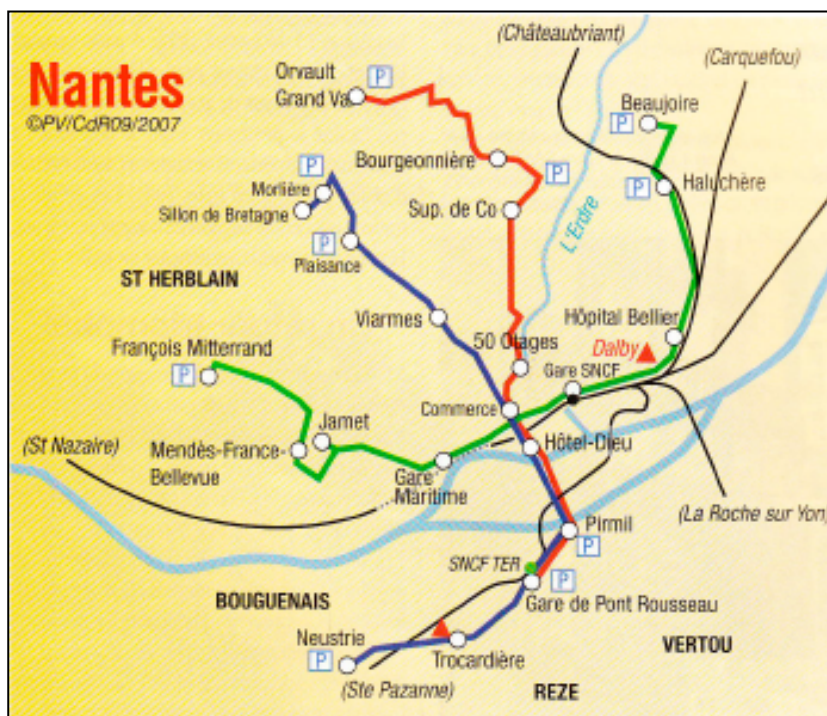 Nantes
©PV/CdR09/2007
(Châteaubriant)
(Carquefou)
Orvault
Grand Val
P
Beaujoire
P
Bourgeonnière
P
P
Haluchère
P
Morlière
Sillon de Bretagne
Sup. de Co
L'Erdre
P
Plaisance
ST HERBLAIN
Viarmes
Hôpital Bellier
François Mitterrand
50 Otages
Dalby
P
Gare SNCF
Commerce
Jamet
(St Nazaire)
Mendès-France-
Bellevue
Hôtel-Dieu
Gare
Maritime
(La Roche sur Yon)
Pirmil
P
SNCF TER
P
BOUGUENAIS
Gare de Pont Rousseau
Neustrie
P
Trocardière
VERTOU
(Ste Pazanne)
REZE